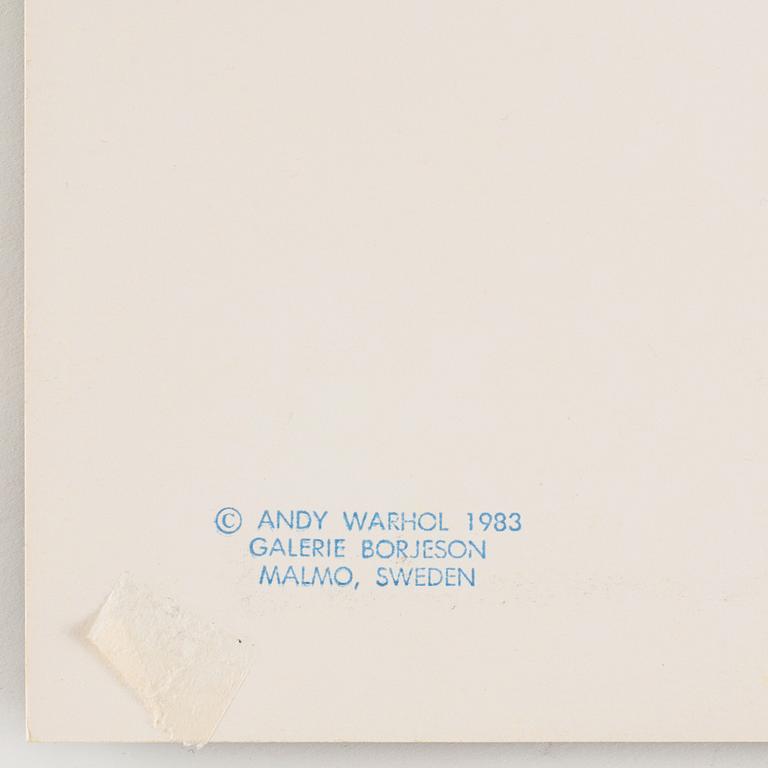 © ANDY WARHOL 1983
GALERIE BORJESON
MALMO, SWEDEN